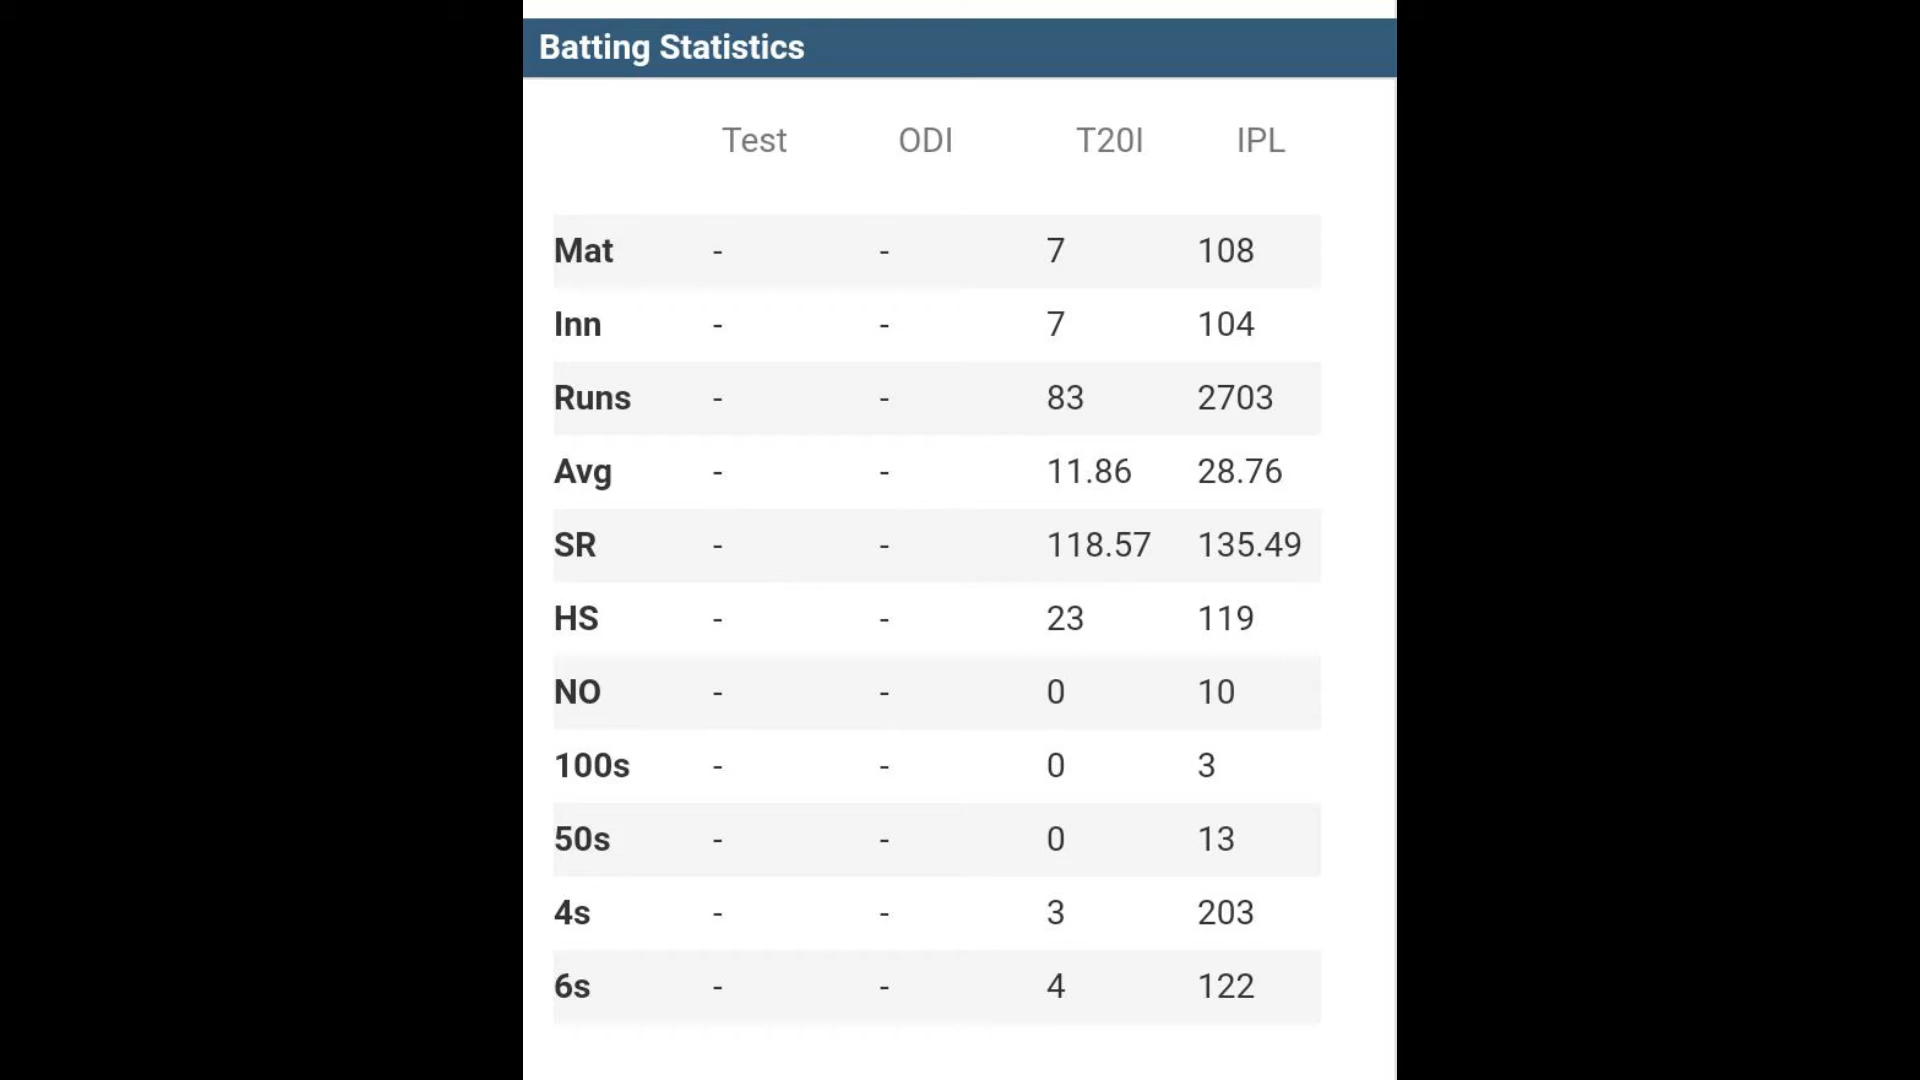 Batting Statistics
Test ODI T20I IPL
Mat - - 7 108
Inn - - 7 104
Runs - - 83 2703
Avg - - 11.86 28.76
SR - - 118.57 135.49
HS - - 23 119
NO - - 0 10
100s - - 0 3
50s - - 0 13
4s - - 3 203
6s - - 4 122